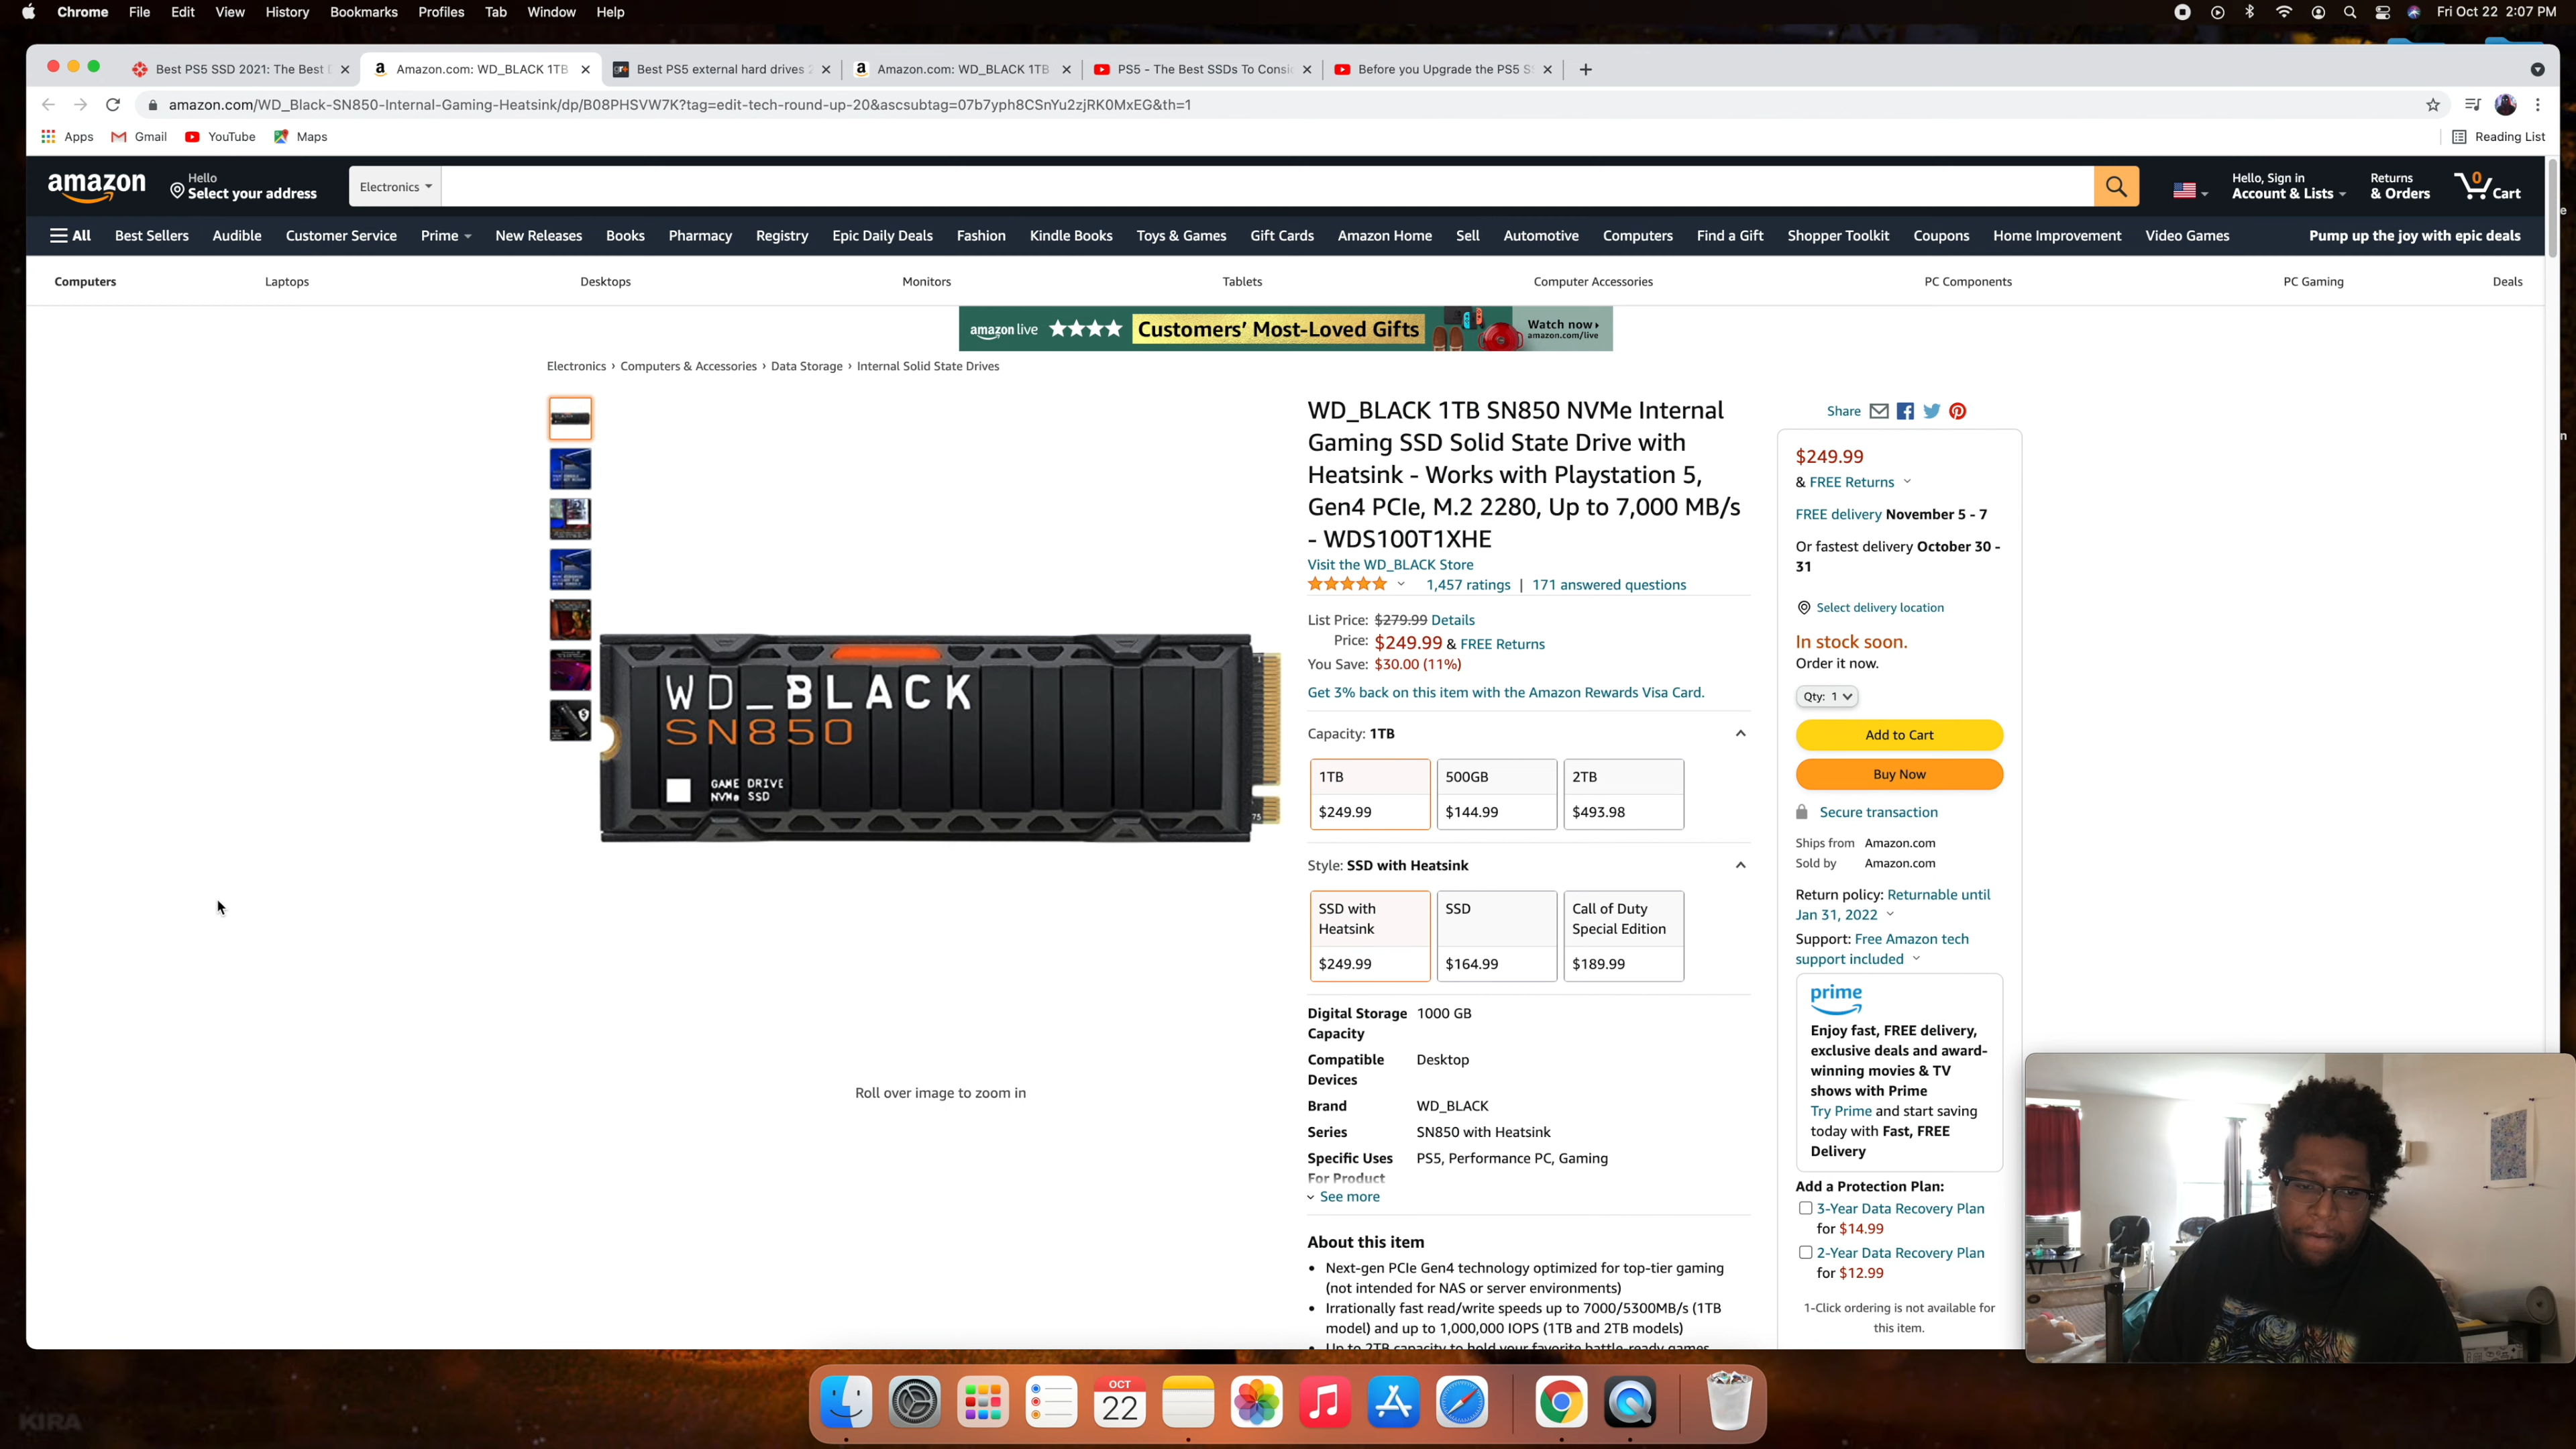 Chrome File Edit View History Bookmarks Profiles Tab Window Help Fri Oct 22 2:07 PM
Best PS5 SSD 2021: The Best
Amazon.com: WD_BLACK 1TB
Best PS5 external hard drives
Amazon.com: WD_BLACK 1TB
PS5 - The Best SSDs To Consi
Before you Upgrade the PS5
amazon.com/WD_Black-SN850-Internal-Gaming-Heatsink/dp/B08PHSVW7K?tag=edit-tech-round-up-20&ascsubtag=07b7yph8CSnYu2zjRK0MxEG&th=1
Apps Gmail YouTube Maps Reading List
amazon
Hello
Select your address
Electronics
Hello, Sign in
Account & Lists
Returns
& Orders
0
Cart
All Best Sellers Audible Customer Service Prime New Releases Books Pharmacy Registry Epic Daily Deals Fashion Kindle Books Toys & Games Gift Cards Amazon Home Sell Automotive Computers Find a Gift Shopper Toolkit Coupons Home Improvement Video Games Pump up the joy with epic deals
Computers Laptops Desktops Monitors Tablets Computer Accessories PC Components PC Gaming Deals
amazon live Customers' Most-Loved Gifts Watch now
amazon.com/live
Electronics › Computers & Accessories › Data Storage › Internal Solid State Drives
WD_BLACK
SN850
GAME DRIVE
NVMe SSD
75
Roll over image to zoom in
WD_BLACK 1TB SN850 NVMe Internal
Gaming SSD Solid State Drive with
Heatsink - Works with Playstation 5,
Gen4 PCIe, M.2 2280, Up to 7,000 MB/s
- WDS100T1XHE
Visit the WD_BLACK Store
1,457 ratings | 171 answered questions
List Price: $279.99 Details
Price: $249.99 & FREE Returns
You Save: $30.00 (11%)
Get 3% back on this item with the Amazon Rewards Visa Card.
Capacity: 1TB
1TB 500GB 2TB
$249.99 $144.99 $493.98
Style: SSD with Heatsink
SSD with SSD Call of Duty
Heatsink Special Edition
$249.99 $164.99 $189.99
Digital Storage 1000 GB
Capacity
Compatible Desktop
Devices
Brand WD_BLACK
Series SN850 with Heatsink
Specific Uses PS5, Performance PC, Gaming
For Product
See more
About this item
• Next-gen PCIe Gen4 technology optimized for top-tier gaming
(not intended for NAS or server environments)
• Irrationally fast read/write speeds up to 7000/5300MB/s (1TB
model) and up to 1,000,000 IOPS (1TB and 2TB models)
• Up to 2TB capacity to hold your favorite battle-ready games
Share
$249.99
& FREE Returns
FREE delivery November 5 - 7
Or fastest delivery October 30 -
31
Select delivery location
In stock soon.
Order it now.
Qty: 1
Add to Cart
Buy Now
Secure transaction
Ships from Amazon.com
Sold by Amazon.com
Return policy: Returnable until
Jan 31, 2022
Support: Free Amazon tech
support included
prime
Enjoy fast, FREE delivery,
exclusive deals and award-
winning movies & TV
shows with Prime
Try Prime and start saving
today with Fast, FREE
Delivery
Add a Protection Plan:
3-Year Data Recovery Plan
for $14.99
2-Year Data Recovery Plan
for $12.99
1-Click ordering is not available for
this item.
OCT
22
KIRA